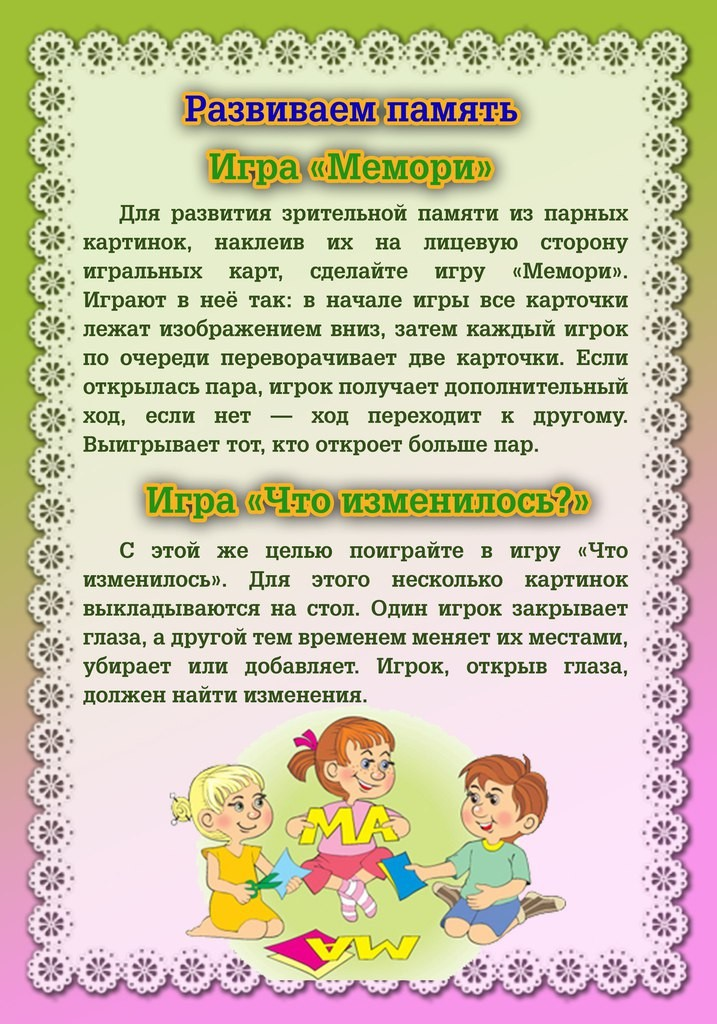 Развиваем память
Игра «Мемори»
Для развития зрительной памяти из парных
картинок, наклеив их на лицевую сторону
игральных карт, сделайте игру «Мемори».
Играют в неё так: в начале игры все карточки
лежат изображением вниз, затем каждый игрок
по очереди переворачивает две карточки. Если
открылась пара, игрок получает дополнительный
ход, если нет — ход переходит к другому.
Выигрывает тот, кто откроет больше пар.
Игра «Что изменилось?»
С этой же целью поиграйте в игру «Что
изменилось». Для этого несколько картинок
выкладываются на стол. Один игрок закрывает
глаза, а другой тем временем меняет их местами,
убирает или добавляет. Игрок, открыв глаза,
должен найти изменения.
МА
МА